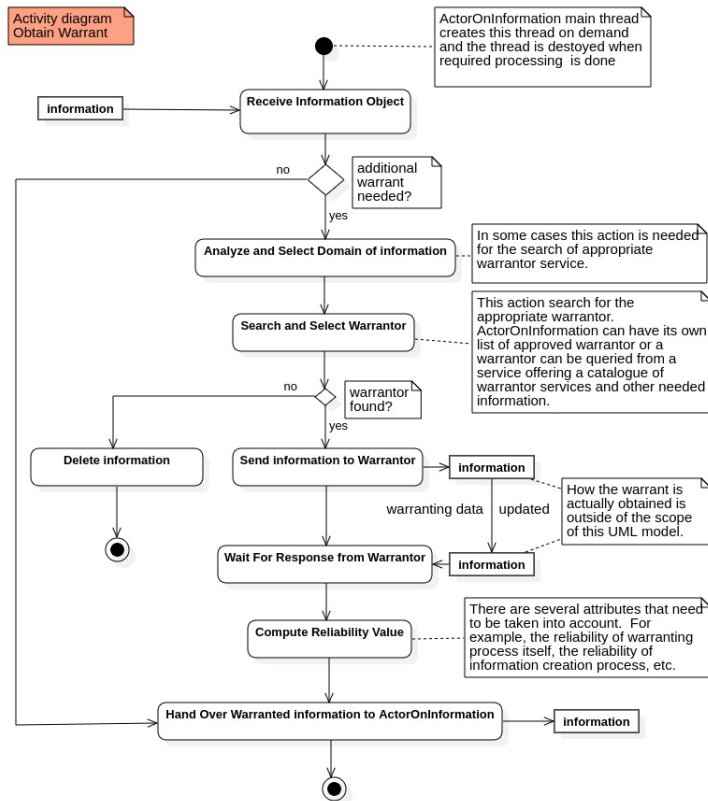 Activity diagram
Obtain Warrant
ActorOnInformation main thread
creates this thread on demand
and the thread is destoyed when
required processing is done
information
Receive Information Object
no
additional
warrant
needed?
yes
Analyze and Select Domain of information
In some cases this action is needed
for the search of appropriate
warrantor service.
Search and Select Warrantor
This action search for the
appropriate warrantor.
ActorOnInformation can have its own
list of approved warrantor or a
warrantor can be queried from a
service offering a catalogue of
warrantor services and other needed
information.
no
warrantor
found?
yes
Delete information
Send information to Warrantor
information
warranting data
updated
How the warrant is
actually obtained is
outside of the scope
of this UML model.
Wait For Response from Warrantor
information
Compute Reliability Value
There are several attributes that need
to be taken into account. For
example, the reliability of warranting
process itself, the reliability of
information creation process, etc.
Hand Over Warranted information to ActorOnInformation
information